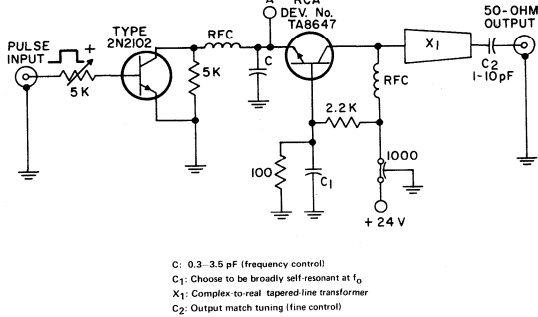 A
RCA
DEV. No.
TA8647
50-OHM
OUTPUT
TYPE
2N2102
PULSE
INPUT
+
RFC
5K
5K
C
X1
C2
1-10pF
RFC
2.2K
100
C1
1000
+24V
C: 0.3–3.5 pF (frequency control)
C1: Choose to be broadly self-resonant at fo
X1: Complex-to-real tapered-line transformer
C2: Output match tuning (fine control)